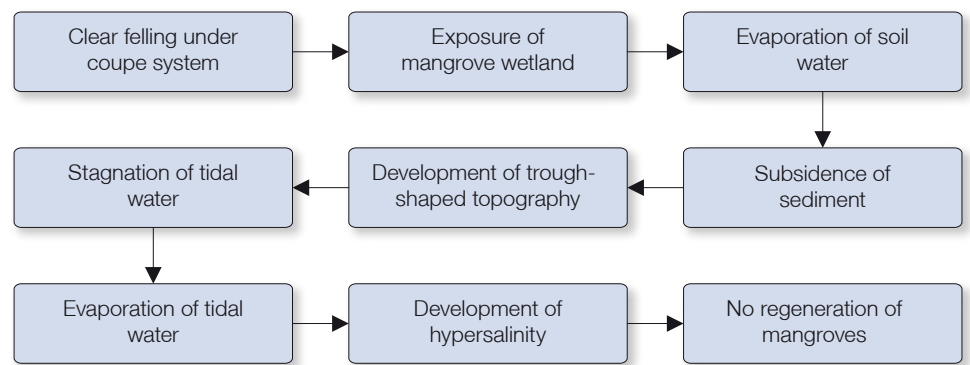 Clear felling under
coupe system
Exposure of
mangrove wetland
Evaporation of soil
water
Subsidence of
sediment
Development of trough-
shaped topography
Stagnation of tidal
water
Evaporation of tidal
water
Development of
hypersalinity
No regeneration of
mangroves